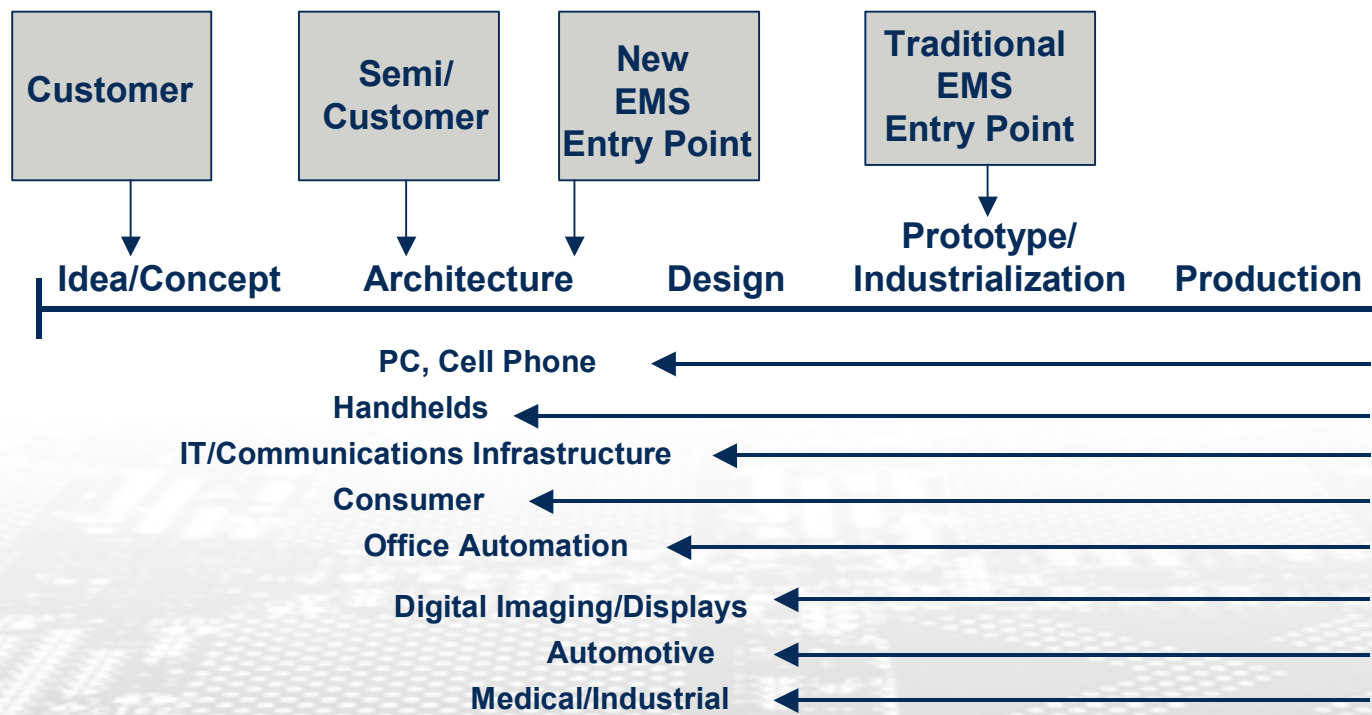 Customer
Semi/
Customer
New
EMS
Entry Point
Traditional
EMS
Entry Point
Idea/Concept
Architecture
Design
Prototype/
Industrialization
Production
PC, Cell Phone
Handhelds
IT/Communications Infrastructure
Consumer
Office Automation
Digital Imaging/Displays
Automotive
Medical/Industrial